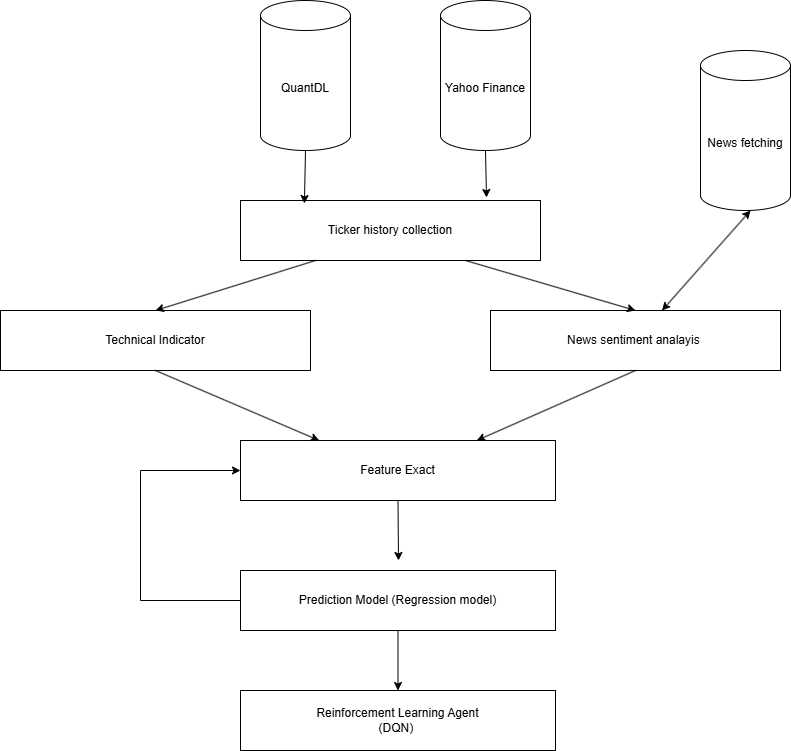 QuantDL
Yahoo Finance
News fetching
Ticker history collection
Technical Indicator
News sentiment analayis
Feature Exact
Prediction Model (Regression model)
Reinforcement Learning Agent
(DQN)